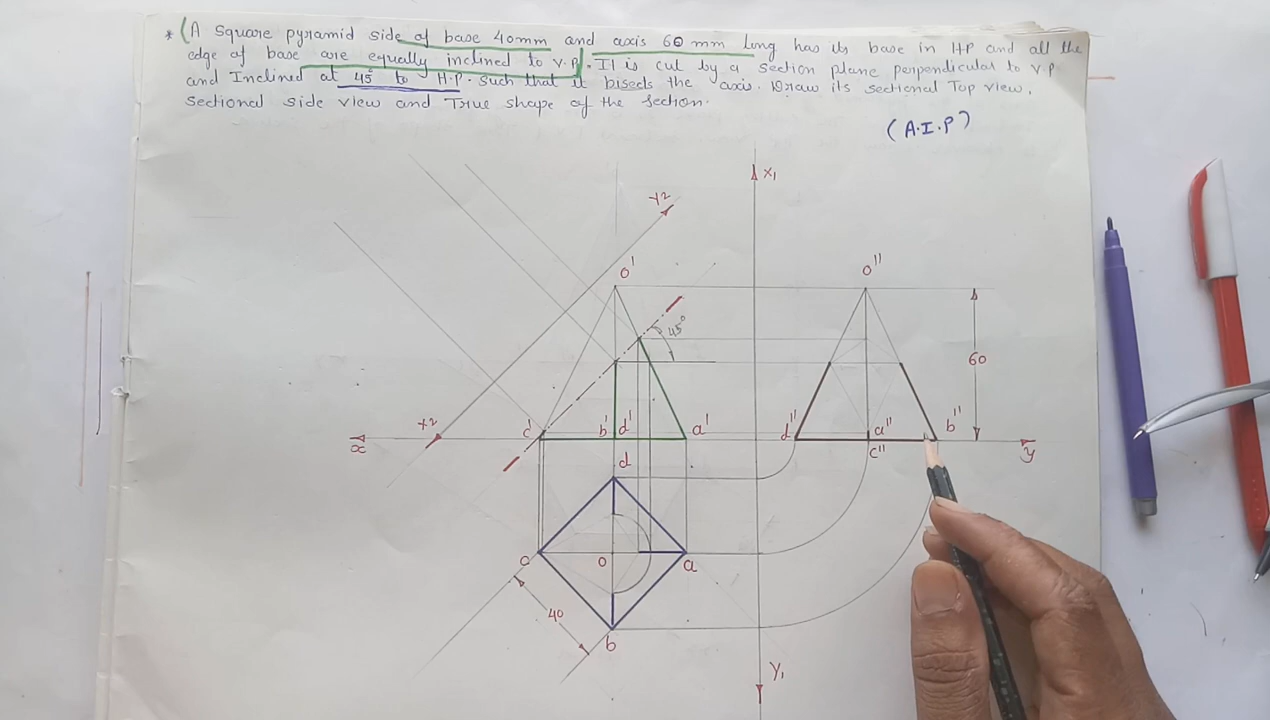 * (A Square pyramid side of base 40mm and axis 60 mm Long has its base in HP and all the
edge of base are equally inclined to V.P). It is cut by a section plane perpendicular to V.P
and Inclined at 45° to H.P. Such that it bisects the axis. Draw its sectional Top view,
sectional side view and True shape of the section.
(A.I.P)
X₁
Y2
o'
o''
45°
60
X2
c'
b'
d'
a'
d''
a''
b''
x
c''
y
d
c
o
a
40
b
Y₁